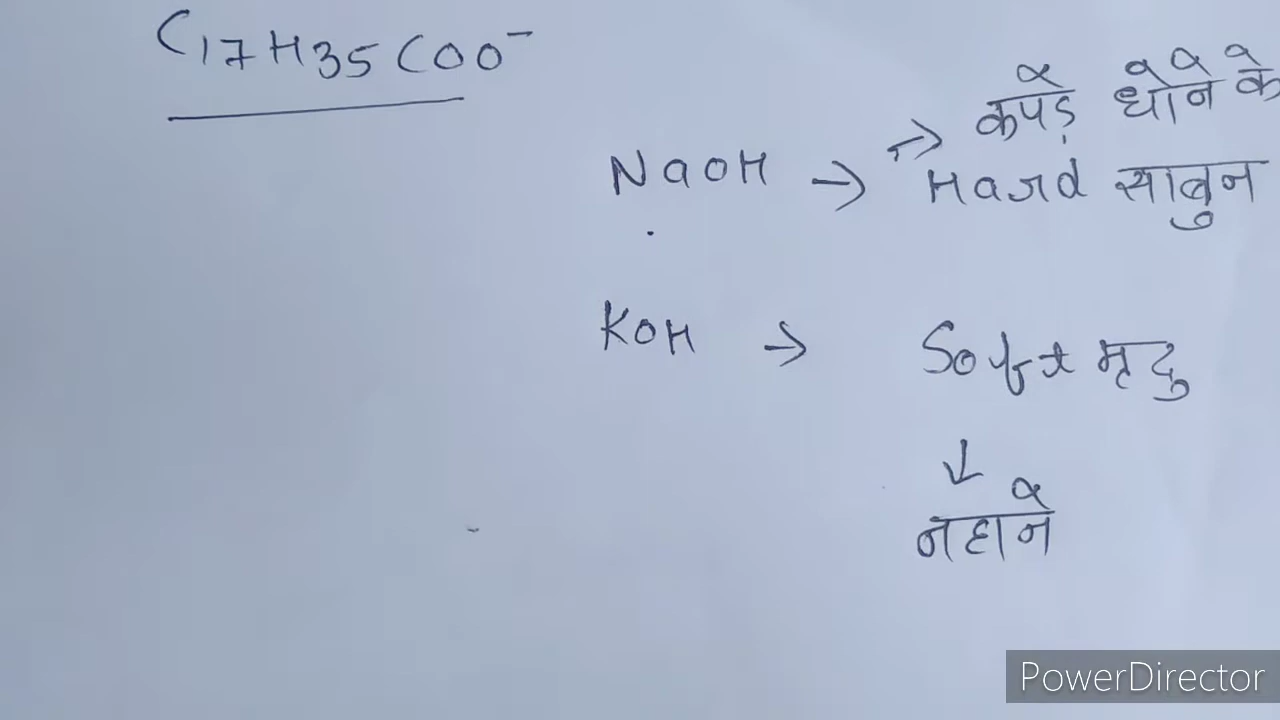 C17H35COO⁻
→ कपड़े धोने के
NaOH → Hard साबुन
KOH → Soft मृदु
↓
नहाने
PowerDirector